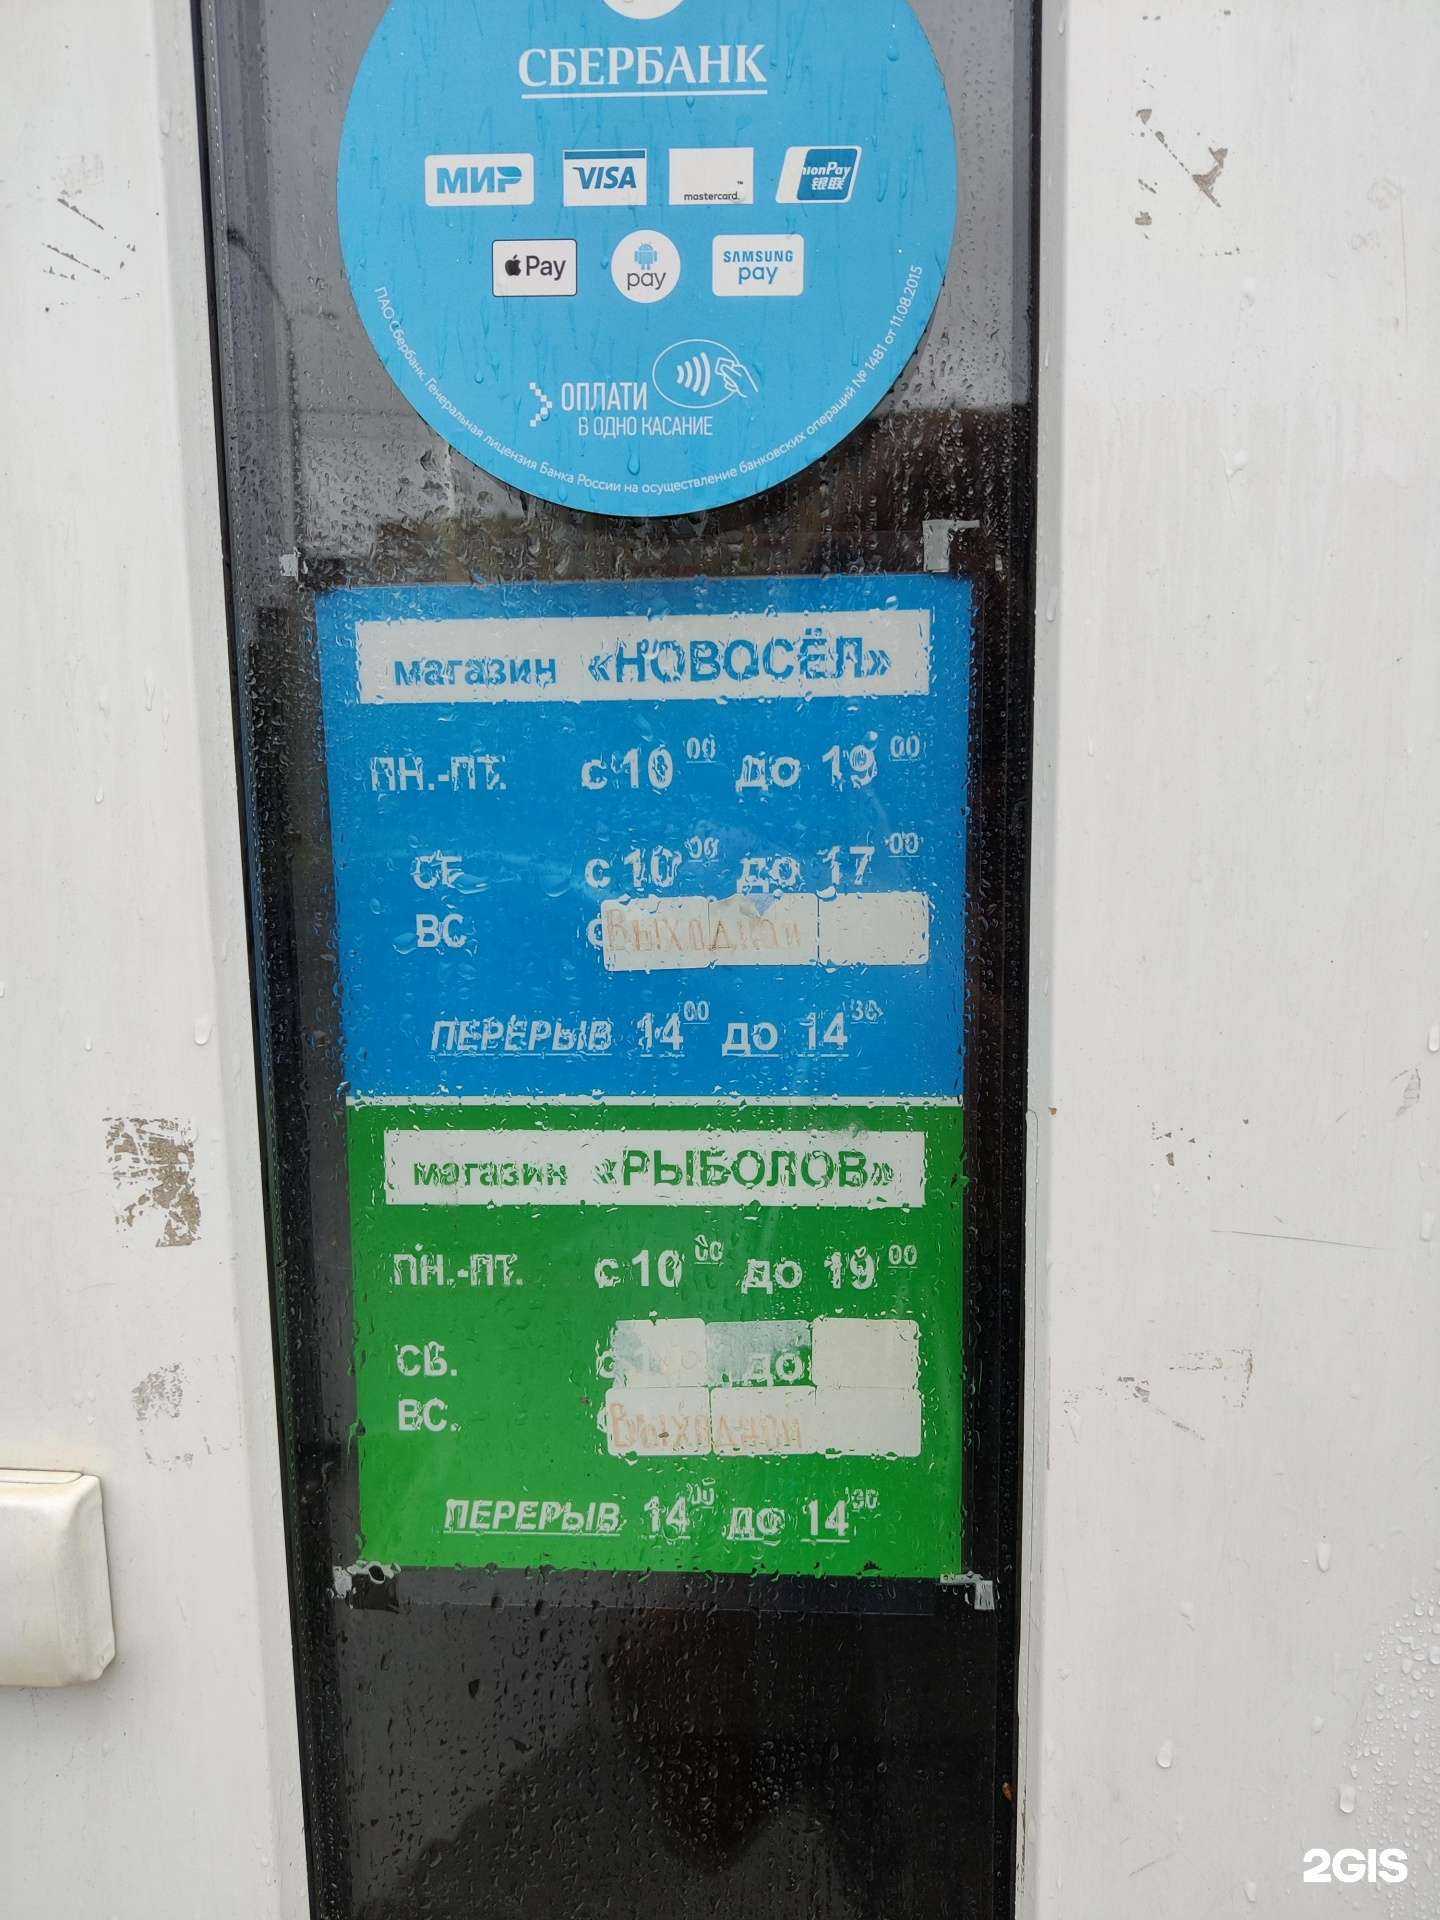 СБЕРБАНК
МИР VISA mastercard. UnionPay 银联
Pay pay SAMSUNG pay
ОПЛАТИ
В ОДНО КАСАНИЕ
ПАО Сбербанк. Генеральная лицензия Банка России на осуществление банковских операций № 1481 от 11.08.2015
магазин «НОВОСЁЛ»
ПН.-ПТ. с 10 00 до 19 00
СБ с 10 00 до 17 00
ВС с Выходной
ПЕРЕРЫВ 14 00 до 14 30
магазин «РЫБОЛОВ»
ПН.-ПТ. с 10 00 до 19 00
СБ. с до
ВС. Выходной
ПЕРЕРЫВ 14 00 до 14 30
2GIS